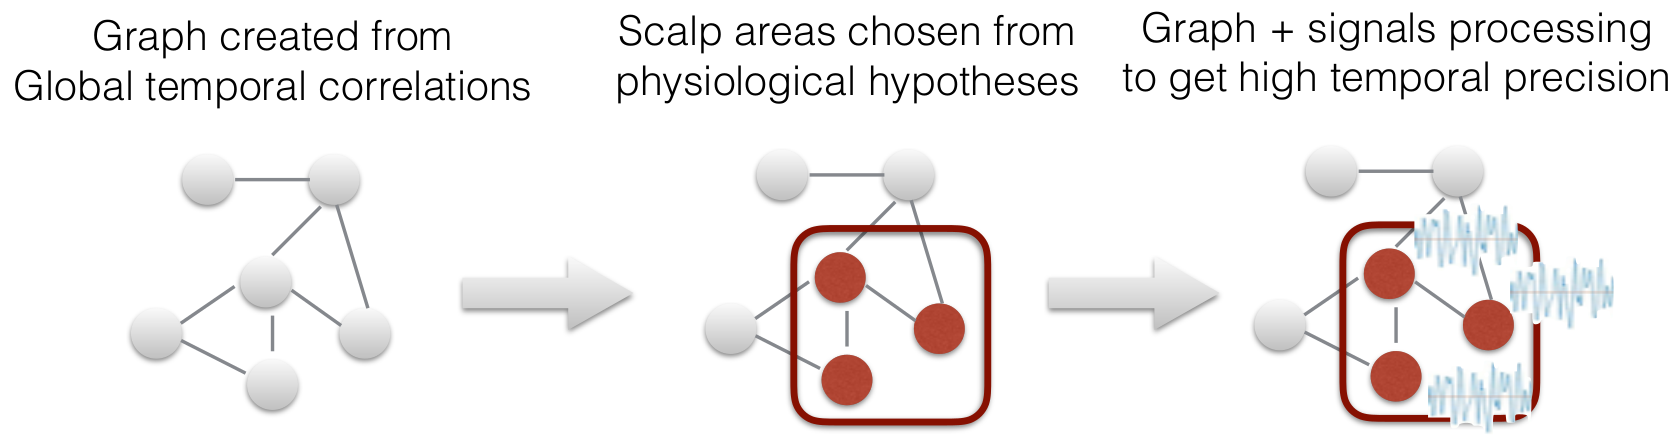 Graph created from
Global temporal correlations
Scalp areas chosen from
physiological hypotheses
Graph + signals processing
to get high temporal precision